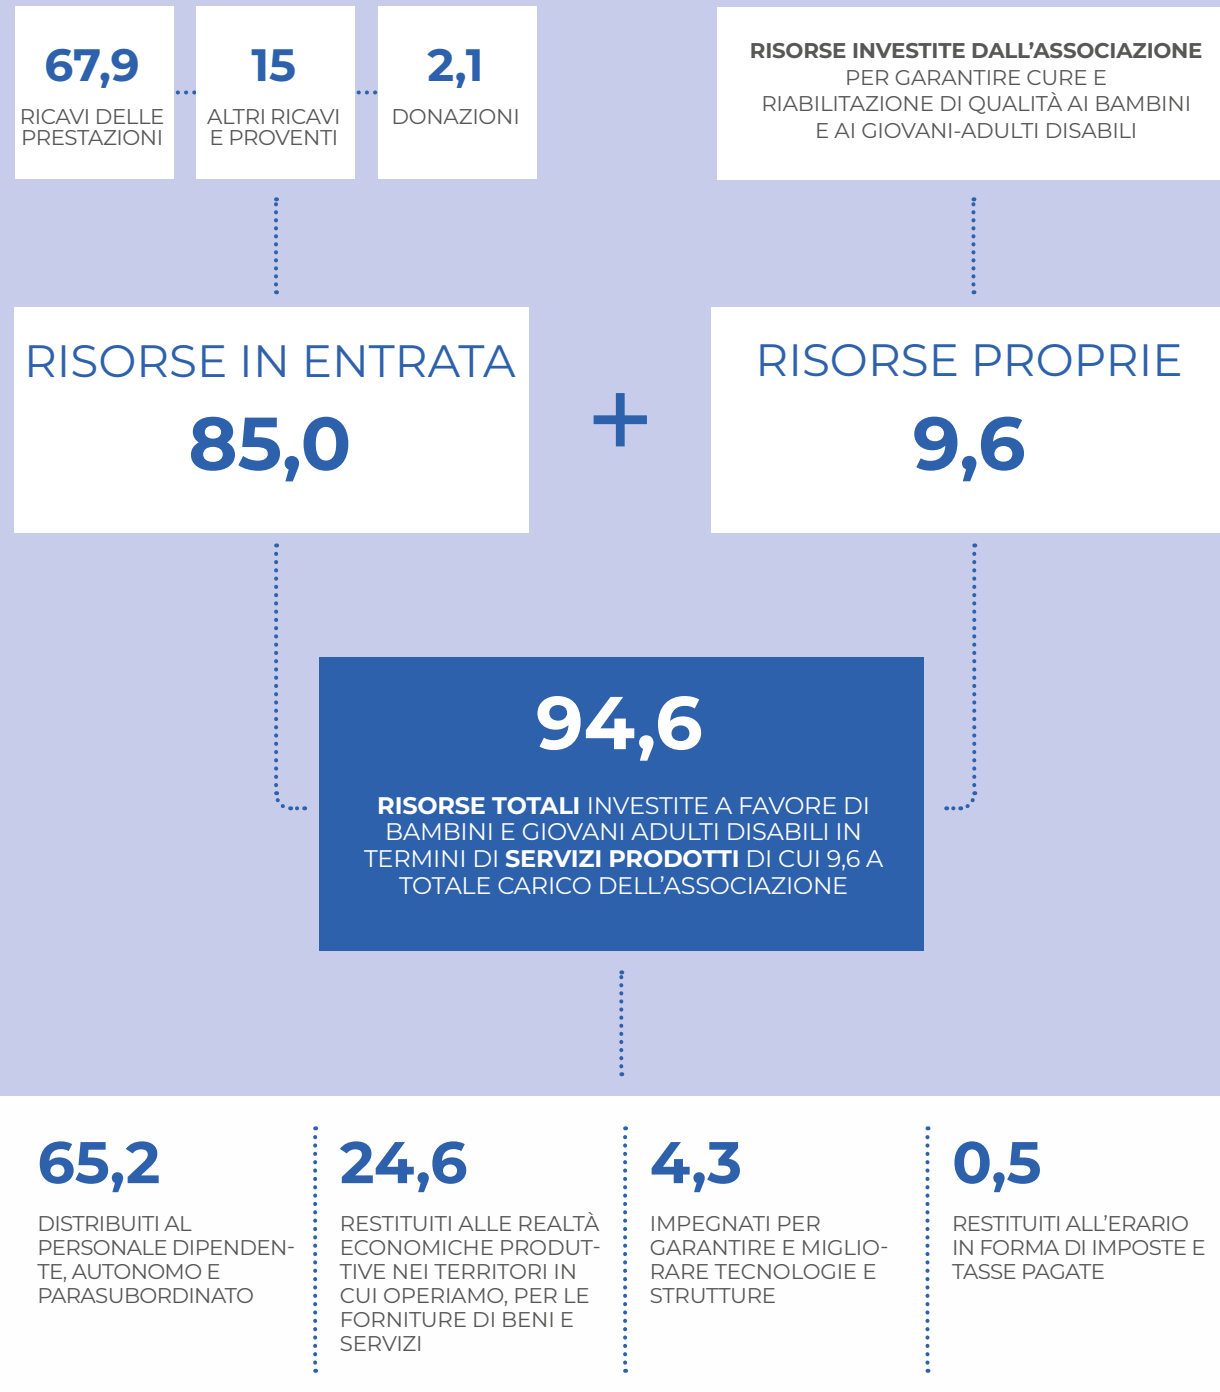 67,9
RICAVI DELLE
PRESTAZIONI
15
ALTRI RICAVI
E PROVENTI
2,1
DONAZIONI
RISORSE INVESTITE DALL’ASSOCIAZIONE
PER GARANTIRE CURE E
RIABILITAZIONE DI QUALITÀ AI BAMBINI
E AI GIOVANI-ADULTI DISABILI
RISORSE IN ENTRATA
85,0
+
RISORSE PROPRIE
9,6
94,6
RISORSE TOTALI INVESTITE A FAVORE DI
BAMBINI E GIOVANI ADULTI DISABILI IN
TERMINI DI SERVIZI PRODOTTI DI CUI 9,6 A
TOTALE CARICO DELL’ASSOCIAZIONE
65,2
DISTRIBUITI AL
PERSONALE DIPENDEN-
TE, AUTONOMO E
PARASUBORDINATO
24,6
RESTITUITI ALLE REALTÀ
ECONOMICHE PRODUT-
TIVE NEI TERRITORI IN
CUI OPERIAMO, PER LE
FORNITURE DI BENI E
SERVIZI
4,3
IMPEGNATI PER
GARANTIRE E MIGLIO-
RARE TECNOLOGIE E
STRUTTURE
0,5
RESTITUITI ALL’ERARIO
IN FORMA DI IMPOSTE E
TASSE PAGATE